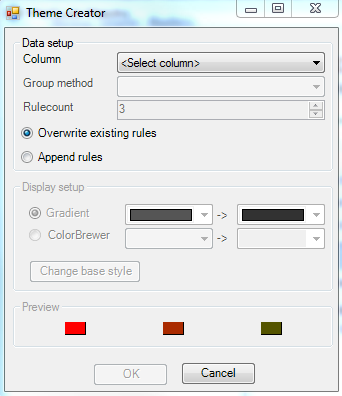 Theme Creator
Data setup
Column <Select column>
Group method
Rulecount 3
Overwrite existing rules
Append rules
Display setup
Gradient ->
ColorBrewer ->
Change base style
Preview
OK Cancel